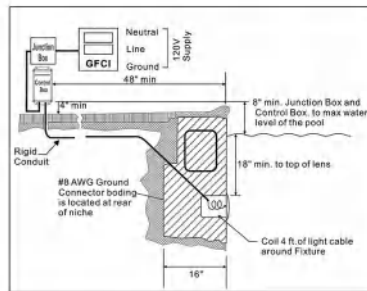 Junction
Box
Control
Box
Neutral
Line
Ground
GFCI
120V
Supply
48" min
4" min
8" min. Junction Box and
Control Box. to max water
level of the pool
18" min. to top of lens
Rigid
Conduit
#8 AWG Ground
Connector boding
is located at rear
of niche
Coil 4 ft.of light cable
around Fixture
16"